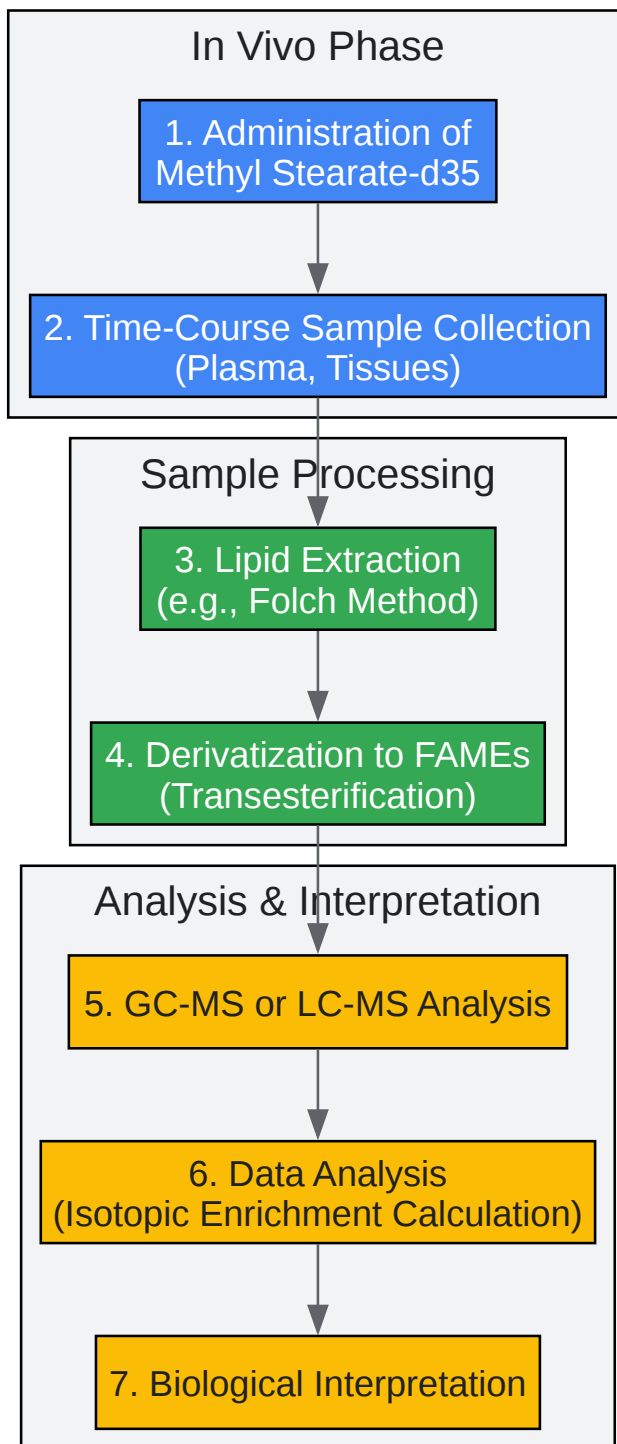 In Vivo Phase
1. Administration of
Methyl Stearate-d35
2. Time-Course Sample Collection
(Plasma, Tissues)
Sample Processing
3. Lipid Extraction
(e.g., Folch Method)
4. Derivatization to FAMEs
(Transesterification)
Analysis & Interpretation
5. GC-MS or LC-MS Analysis
6. Data Analysis
(Isotopic Enrichment Calculation)
7. Biological Interpretation